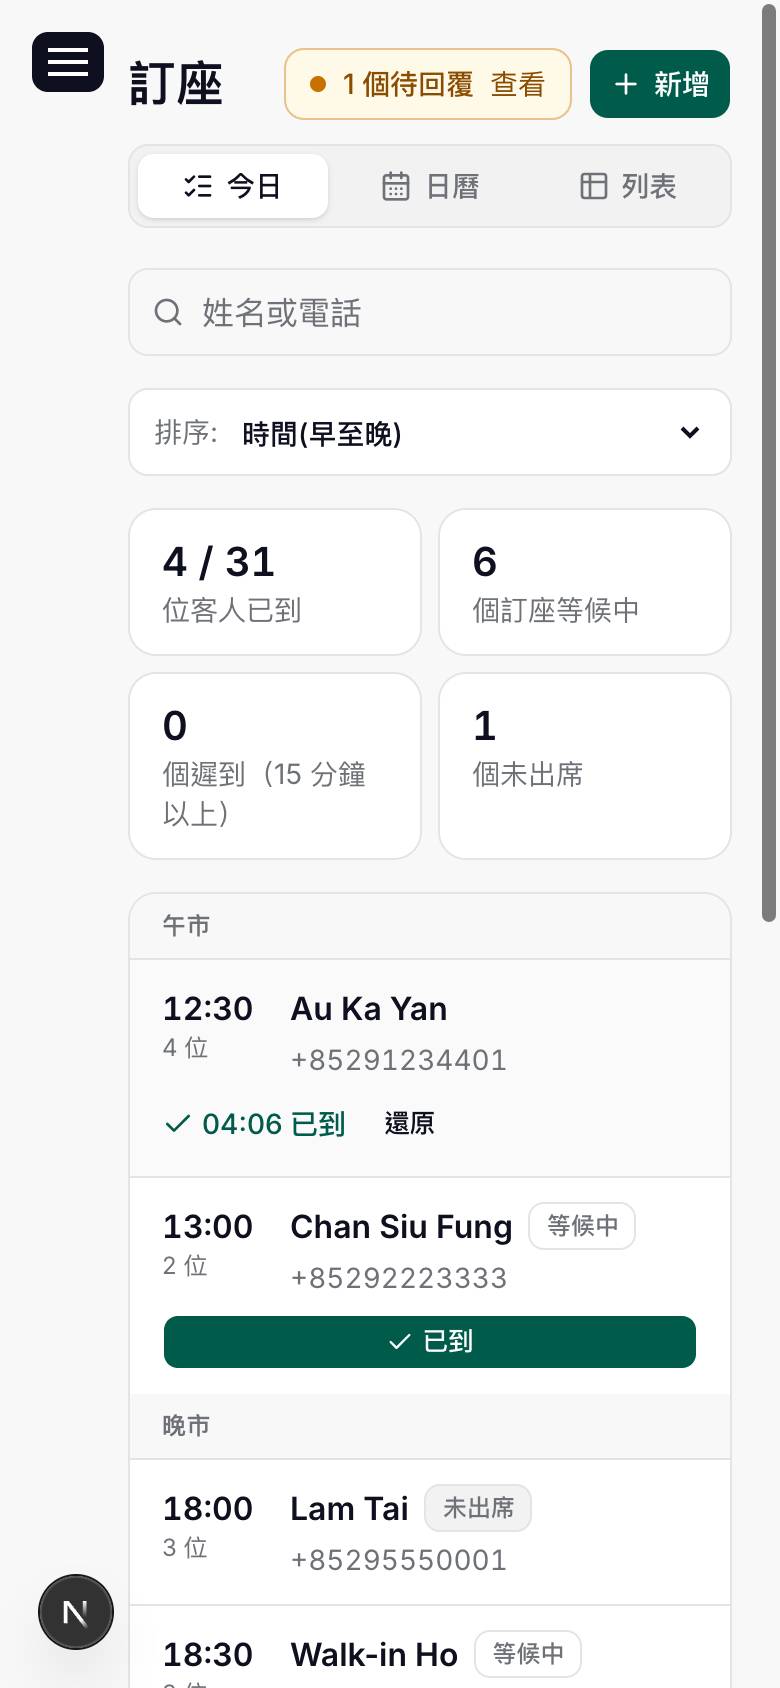 訂座
1 個待回覆 查看
新增
今日
日曆
列表
姓名或電話
排序: 時間(早至晚)
4 / 31
位客人已到
6
個訂座等候中
0
個遲到（15 分鐘
以上）
1
個未出席
午市
12:30 Au Ka Yan
4 位
+85291234401
04:06 已到 還原
13:00 Chan Siu Fung 等候中
2 位
+85292223333
已到
晚市
18:00 Lam Tai 未出席
3 位
+85295550001
N
18:30 Walk-in Ho 等候中